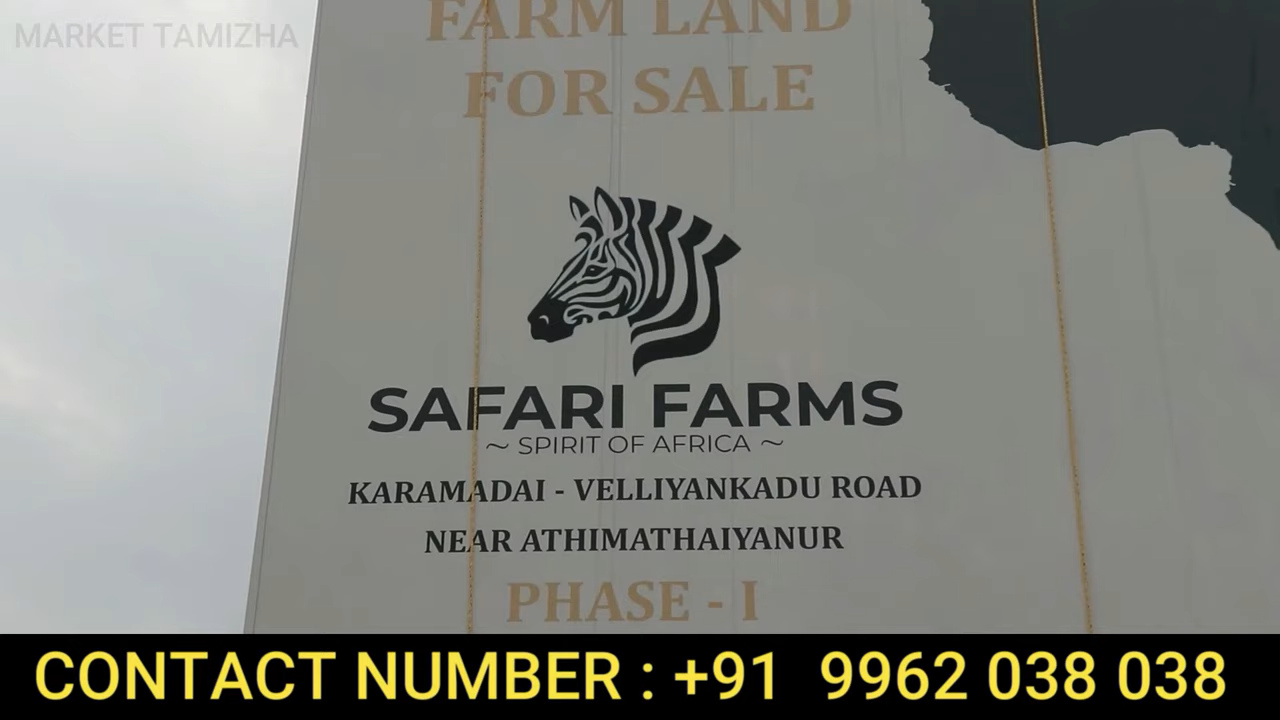 MARKET TAMIZHA
FARM LAND
FOR SALE
SAFARI FARMS
~ SPIRIT OF AFRICA ~
KARAMADAI - VELLIYANKADU ROAD
NEAR ATHIMATHAIYANUR
PHASE - I
CONTACT NUMBER : +91 9962 038 038